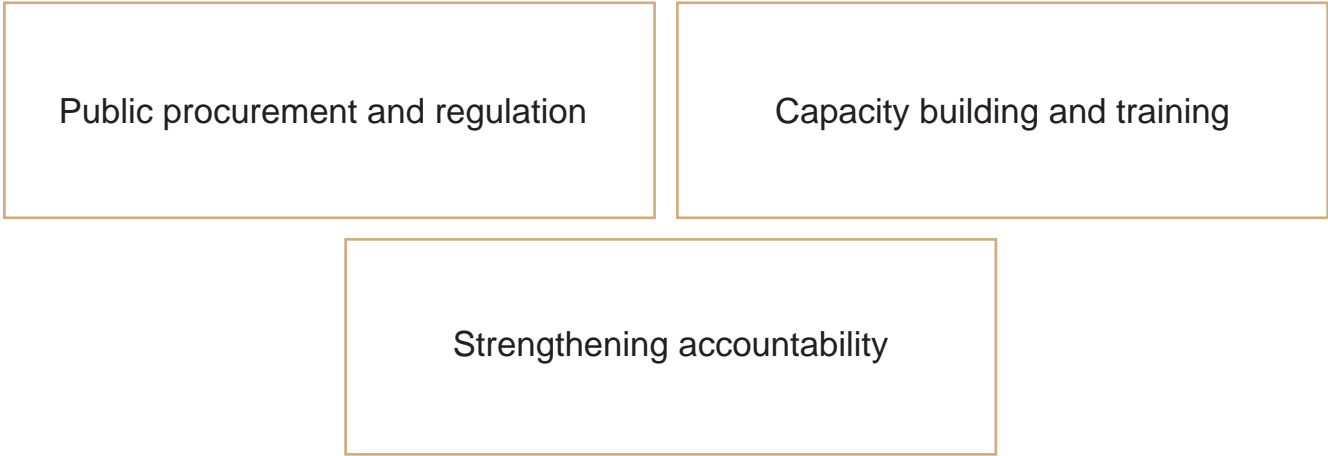 Public procurement and regulation
Capacity building and training
Strengthening accountability